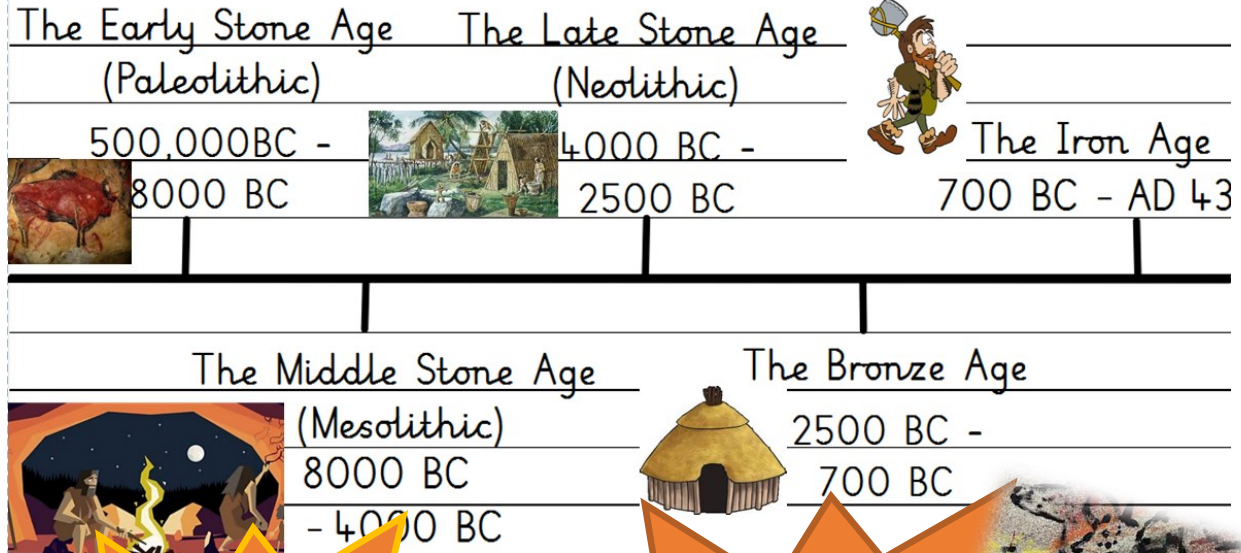 The Early Stone Age
(Paleolithic)
500,000BC -
8000 BC
The Late Stone Age
(Neolithic)
4000 BC -
2500 BC
The Iron Age
700 BC - AD 43
The Middle Stone Age
(Mesolithic)
8000 BC
- 4000 BC
The Bronze Age
2500 BC -
700 BC